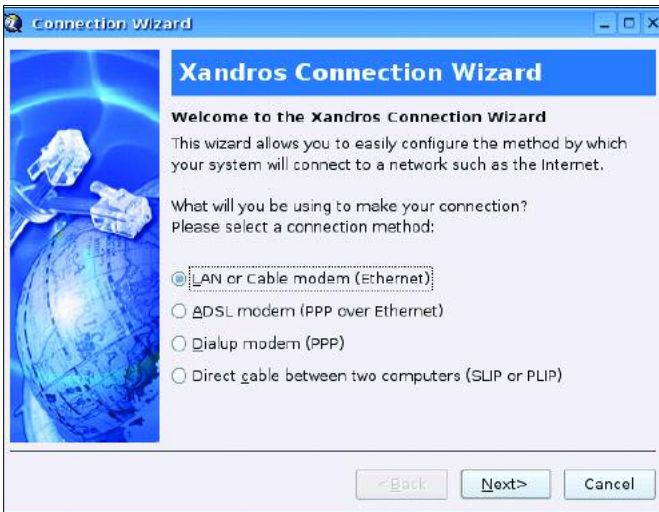 Connection Wizard
Xandros Connection Wizard
Welcome to the Xandros Connection Wizard
This wizard allows you to easily configure the method by which
your system will connect to a network such as the Internet.
What will you be using to make your connection?
Please select a connection method:
LAN or Cable modem (Ethernet)
ADSL modem (PPP over Ethernet)
Dialup modem (PPP)
Direct cable between two computers (SLIP or PLIP)
<Back Next> Cancel